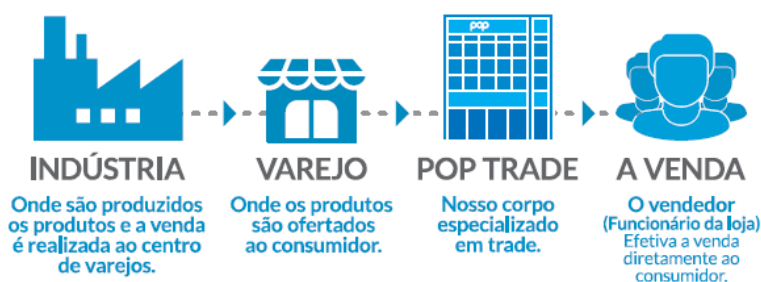 pop
INDÚSTRIA
Onde são produzidos
os produtos e a venda
é realizada ao centro
de varejos.
VAREJO
Onde os produtos
são ofertados
ao consumidor.
POP TRADE
Nosso corpo
especializado
em trade.
A VENDA
O vendedor
(Funcionário da loja)
Efetiva a venda
diretamente ao
consumidor.